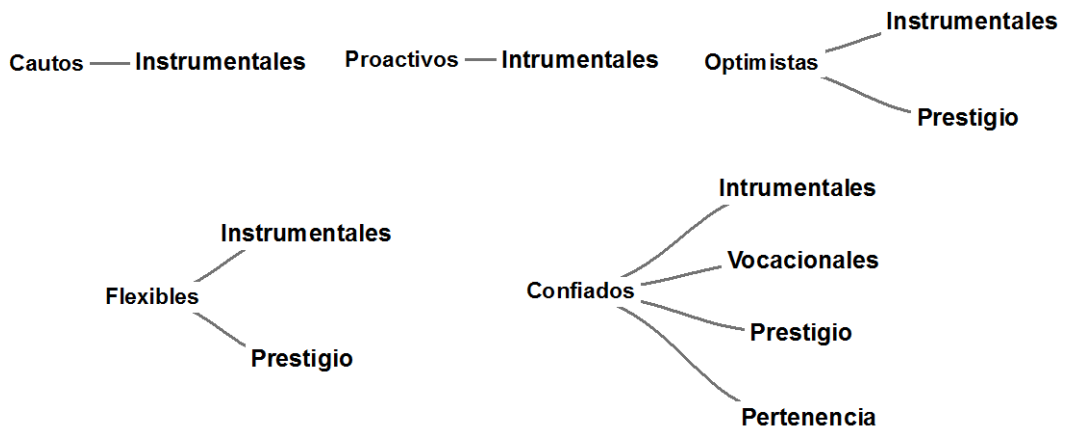 Cautos
Instrumentales
Proactivos
Intrumentales
Optimistas
Instrumentales
Prestigio
Flexibles
Instrumentales
Prestigio
Confiados
Intrumentales
Vocacionales
Prestigio
Pertenencia